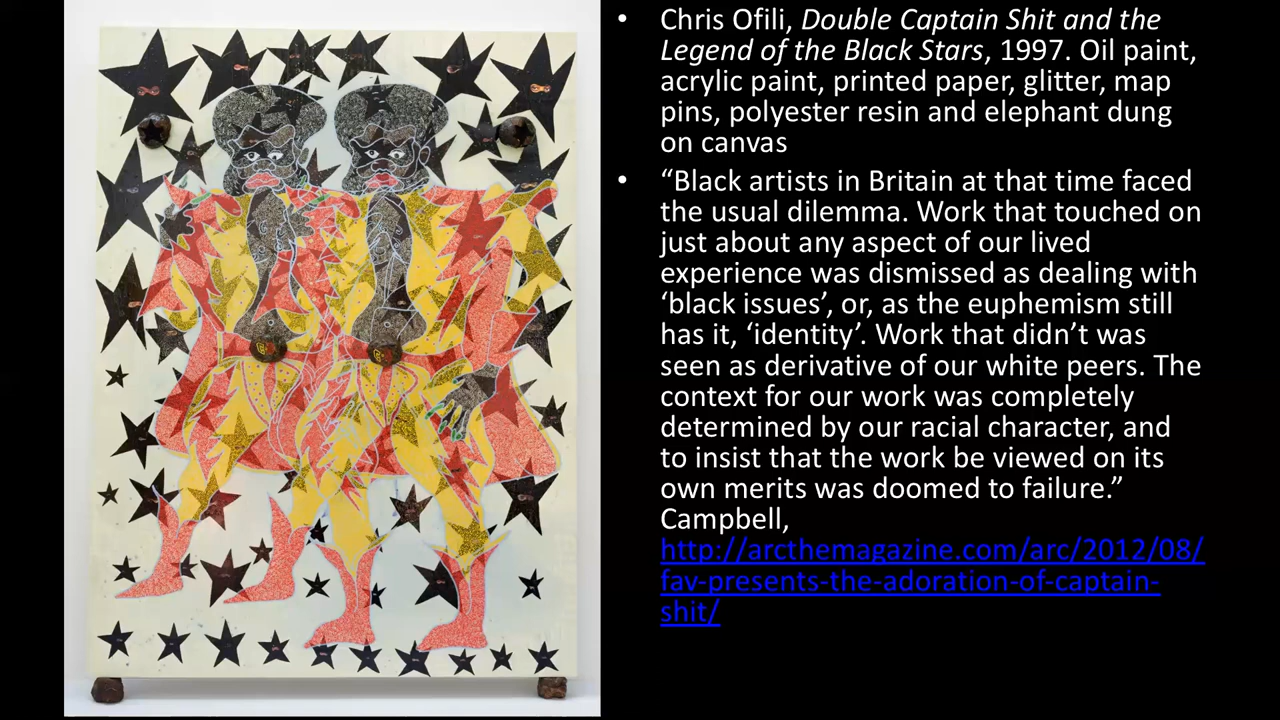 • Chris Ofili, Double Captain Shit and the
Legend of the Black Stars, 1997. Oil paint,
acrylic paint, printed paper, glitter, map
pins, polyester resin and elephant dung
on canvas
• “Black artists in Britain at that time faced
the usual dilemma. Work that touched on
just about any aspect of our lived
experience was dismissed as dealing with
‘black issues’, or, as the euphemism still
has it, ‘identity’. Work that didn’t was
seen as derivative of our white peers. The
context for our work was completely
determined by our racial character, and
to insist that the work be viewed on its
own merits was doomed to failure.”
Campbell,
http://arcthemagazine.com/arc/2012/08/
fav-presents-the-adoration-of-captain-
shit/